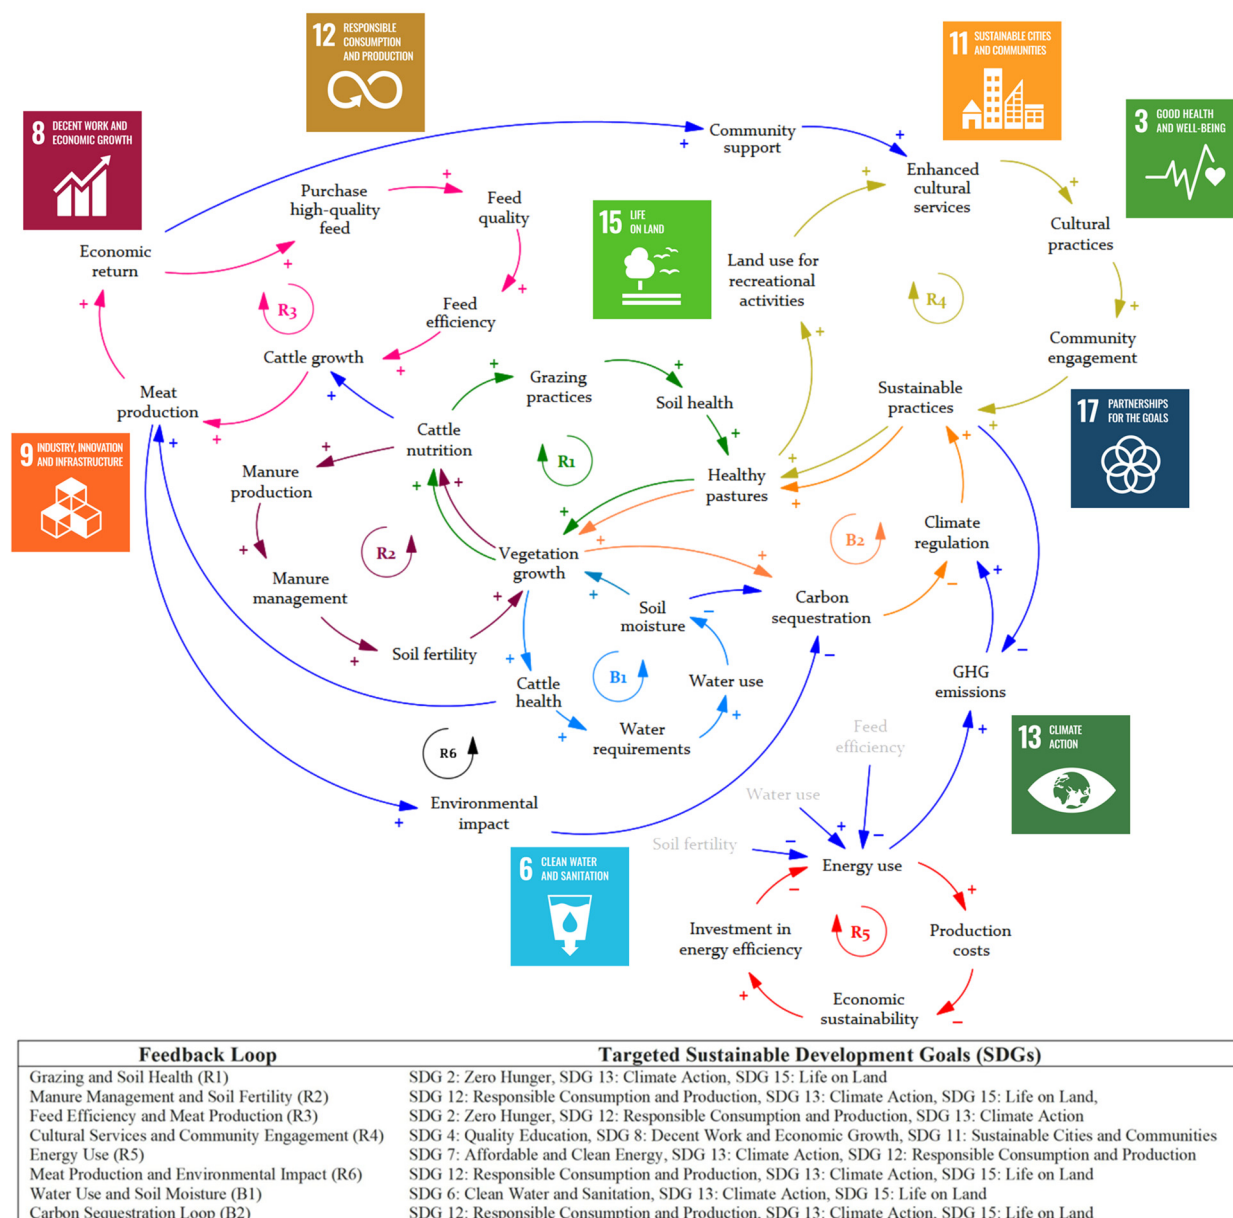 12 RESPONSIBLE
CONSUMPTION
AND PRODUCTION
11 SUSTAINABLE CITIES
AND COMMUNITIES
8 DECENT WORK AND
ECONOMIC GROWTH
3 GOOD HEALTH
AND WELL-BEING
Community
support
+
+
Enhanced
cultural
services
+
+
Purchase
high-quality
feed
+
Feed
quality
15 LIFE
ON LAND
Cultural
practices
Economic
return
+
+
+
R3
Feed
efficiency
+
Land use for
recreational
activities
R4
+
Community
engagement
Cattle growth
+
+
+
Grazing
practices
+
Soil health
+
Sustainable
practices
+
Meat
production
+
+
17 PARTNERSHIPS
FOR THE GOALS
9 INDUSTRY, INNOVATION
AND INFRASTRUCTURE
Cattle
nutrition
+
R1
+
+
+
Manure
production
+
+
Healthy
pastures
+
+
+
R2
Vegetation
growth
+
+
+
B2
Climate
regulation
+
−
Manure
management
+
+
Soil fertility
+
Soil
moisture
−
Carbon
sequestration
−
−
GHG
emissions
+
+
Cattle
health
B1
Water use
+
+
Water
requirements
R6
Feed
efficiency
13 CLIMATE
ACTION
+
Environmental
impact
Water use
+
−
Soil fertility
−
Energy use
6 CLEAN WATER
AND SANITATION
−
+
Investment in
energy efficiency
R5
Production
costs
+
Economic
sustainability
−
Feedback Loop Targeted Sustainable Development Goals (SDGs)
Grazing and Soil Health (R1) SDG 2: Zero Hunger, SDG 13: Climate Action, SDG 15: Life on Land
Manure Management and Soil Fertility (R2) SDG 12: Responsible Consumption and Production, SDG 13: Climate Action, SDG 15: Life on Land,
Feed Efficiency and Meat Production (R3) SDG 2: Zero Hunger, SDG 12: Responsible Consumption and Production, SDG 13: Climate Action
Cultural Services and Community Engagement (R4) SDG 4: Quality Education, SDG 8: Decent Work and Economic Growth, SDG 11: Sustainable Cities and Communities
Energy Use (R5) SDG 7: Affordable and Clean Energy, SDG 13: Climate Action, SDG 12: Responsible Consumption and Production
Meat Production and Environmental Impact (R6) SDG 12: Responsible Consumption and Production, SDG 13: Climate Action, SDG 15: Life on Land
Water Use and Soil Moisture (B1) SDG 6: Clean Water and Sanitation, SDG 13: Climate Action, SDG 15: Life on Land
Carbon Sequestration Loop (B2) SDG 12: Responsible Consumption and Production, SDG 13: Climate Action, SDG 15: Life on Land